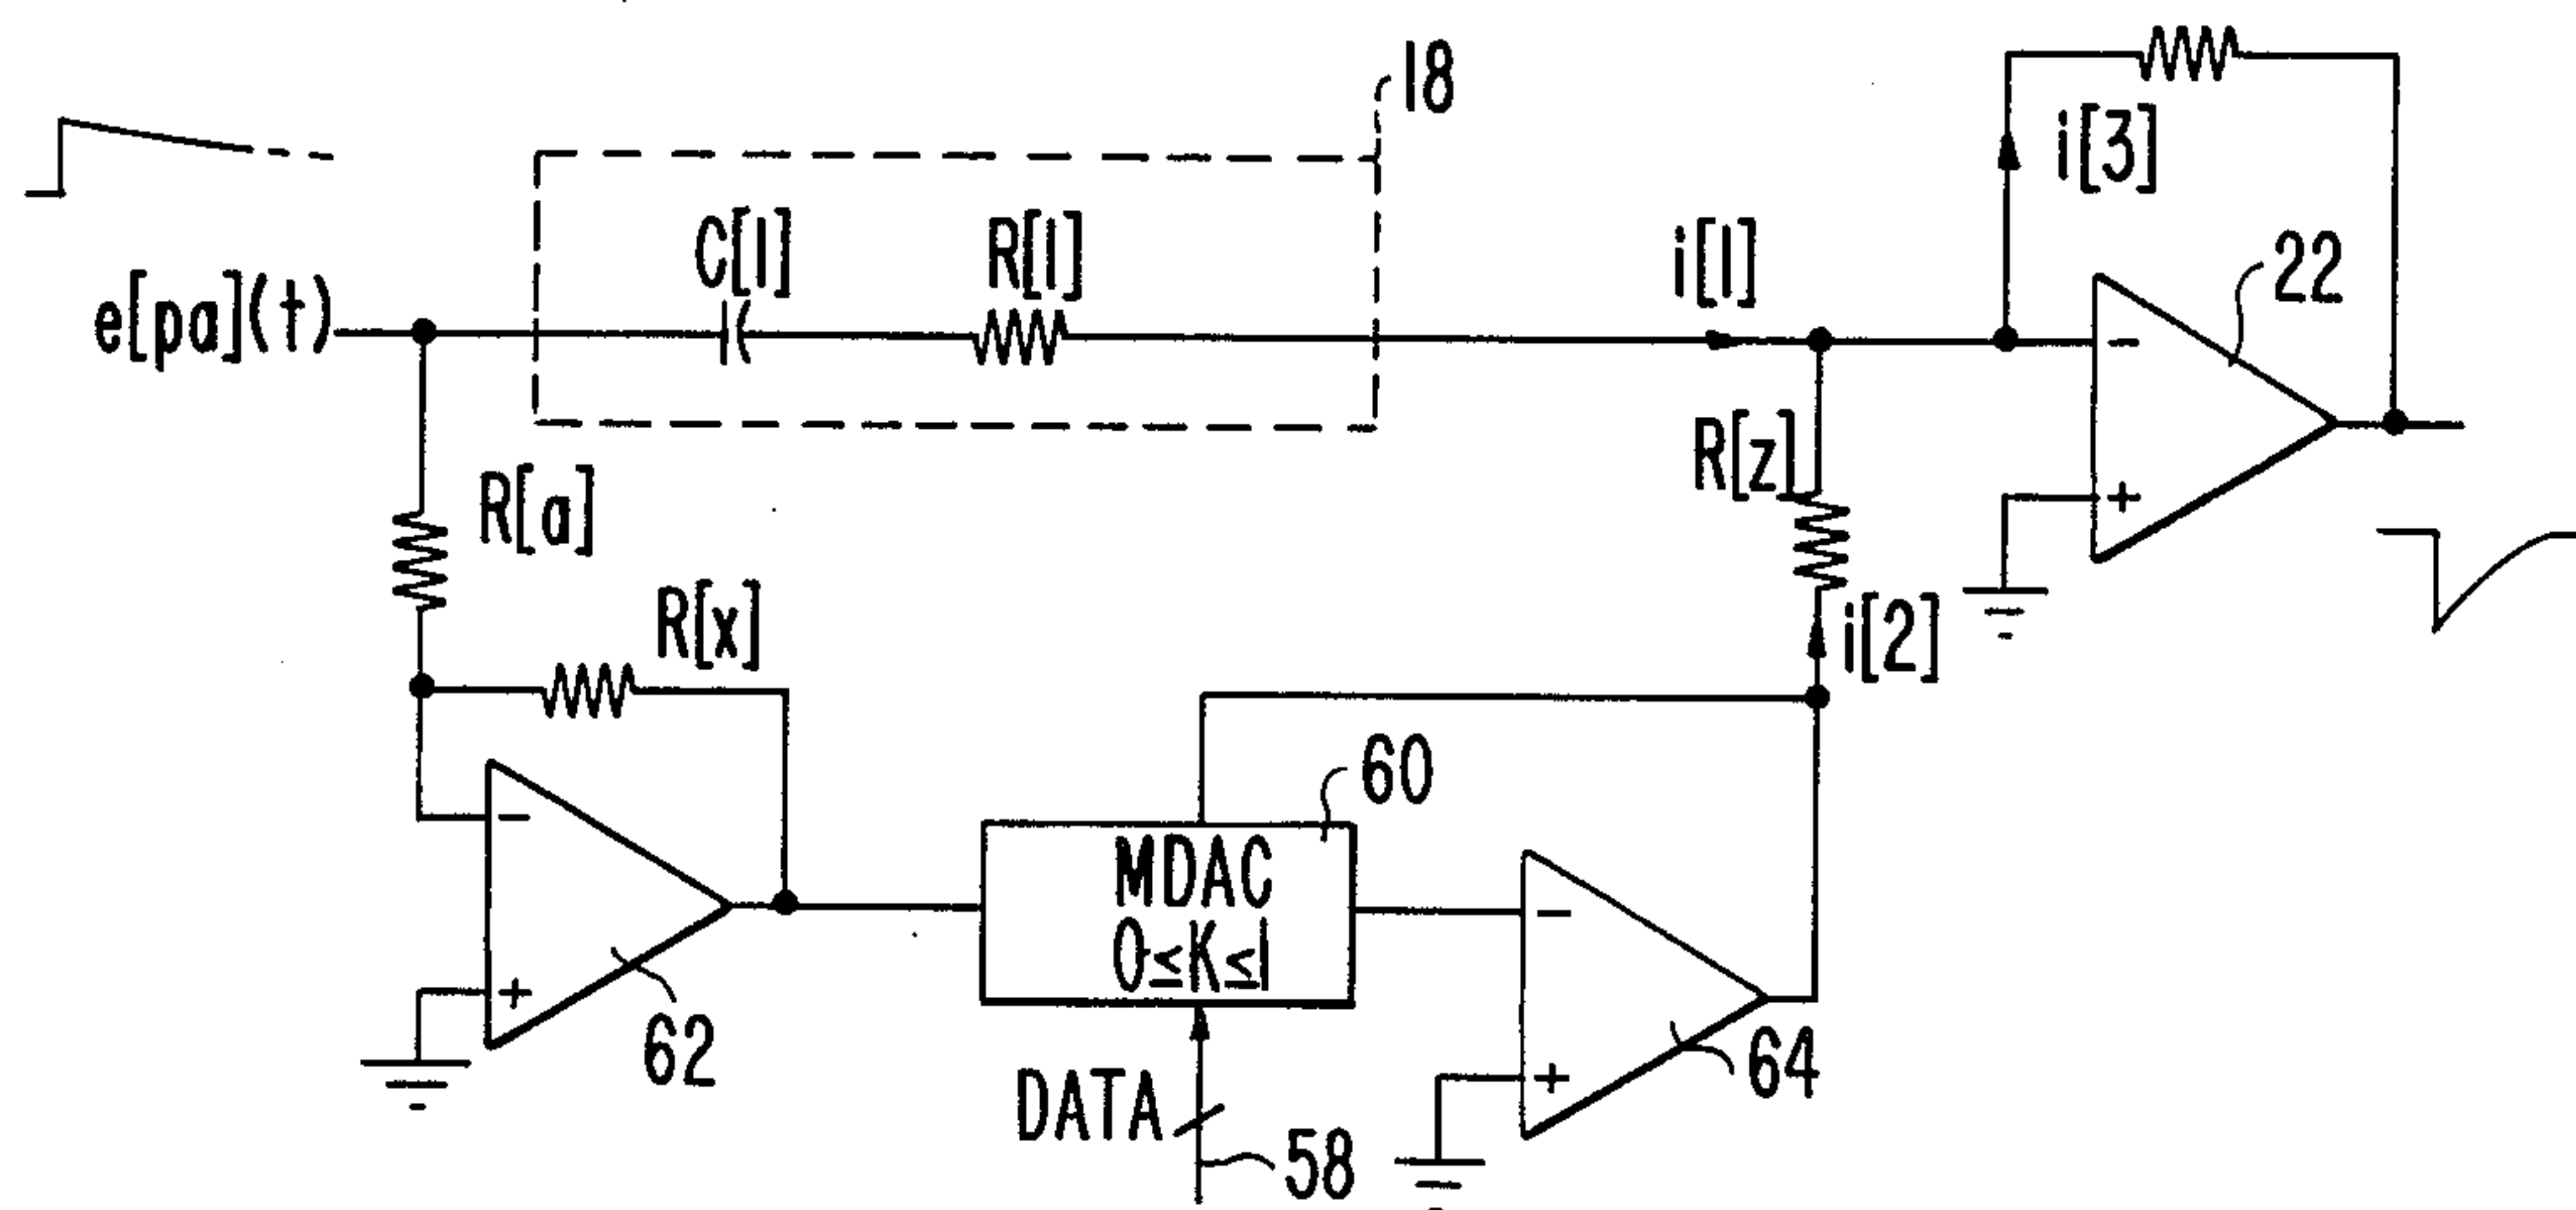 18
i[3]
C[1]
R[1]
i[1]
22
e[pa](t)
-
R[z]
R[a]
+
R[x]
i[2]
60
-
MDAC
-
0≤K≤1
+
62
64
DATA
+
58